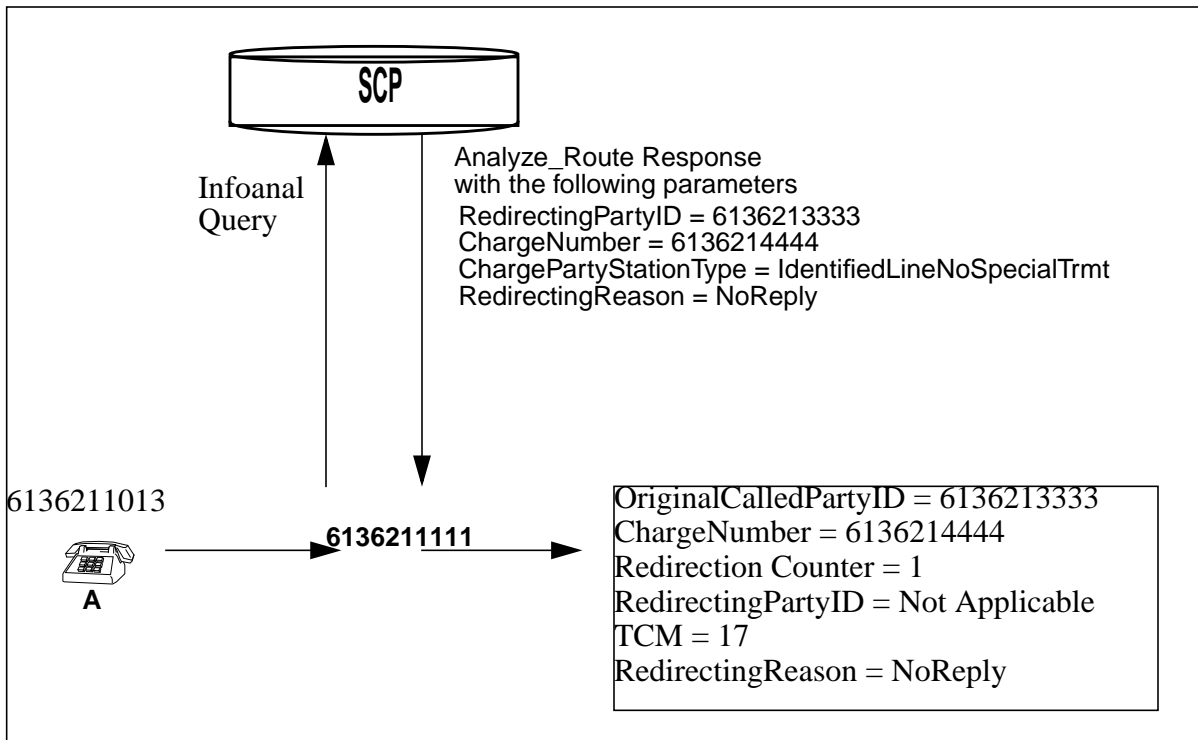 SCP
Infoanal
Query
Analyze_Route Response
with the following parameters
RedirectingPartyID = 6136213333
ChargeNumber = 6136214444
ChargePartyStationType = IdentifiedLineNoSpecialTrmt
RedirectingReason = NoReply
6136211013
A
6136211111
OriginalCalledPartyID = 6136213333
ChargeNumber = 6136214444
Redirection Counter = 1
RedirectingPartyID = Not Applicable
TCM = 17
RedirectingReason = NoReply